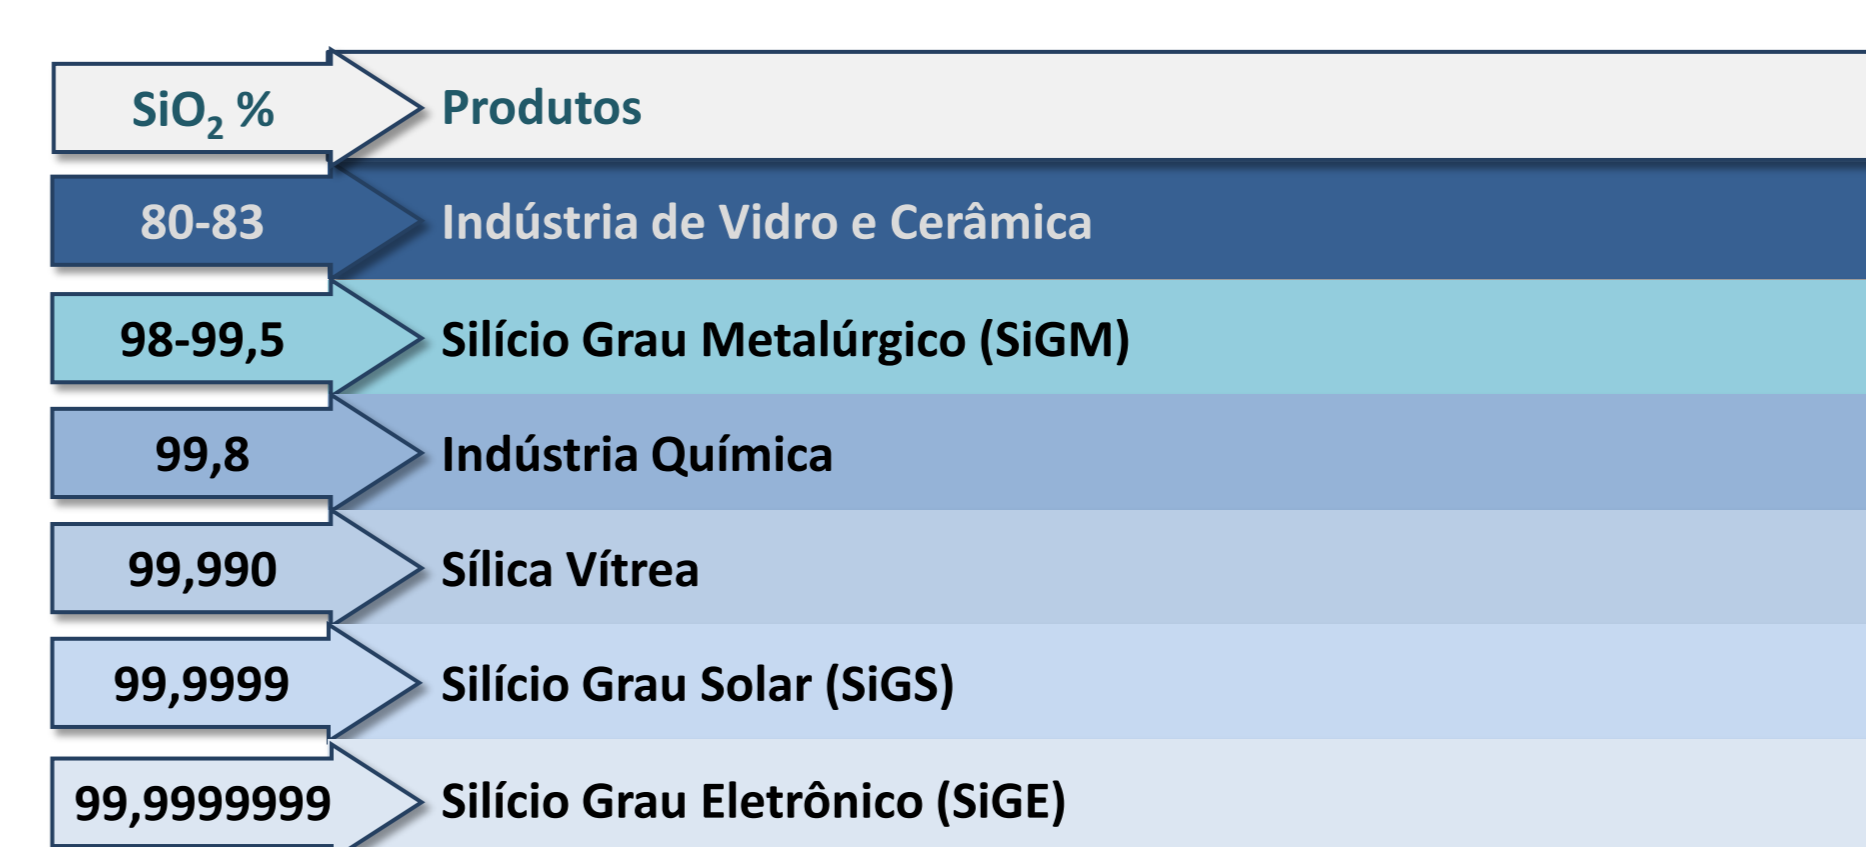 SiO₂ % Produtos
80-83 Indústria de Vidro e Cerâmica
98-99,5 Silício Grau Metalúrgico (SiGM)
99,8 Indústria Química
99,990 Sílica Vítrea
99,9999 Silício Grau Solar (SiGS)
99,9999999 Silício Grau Eletrônico (SiGE)